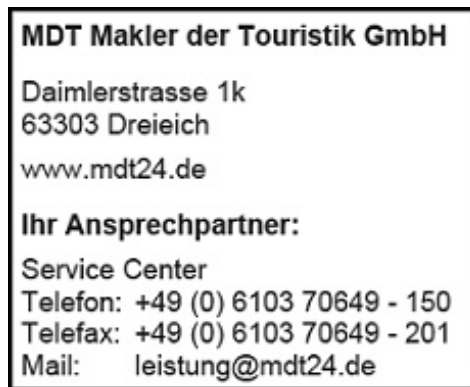 MDT Makler der Touristik GmbH
Daimlerstrasse 1k
63303 Dreieich
www.mdt24.de
Ihr Ansprechpartner:
Service Center
Telefon: +49 (0) 6103 70649 - 150
Telefax: +49 (0) 6103 70649 - 201
Mail: leistung@mdt24.de